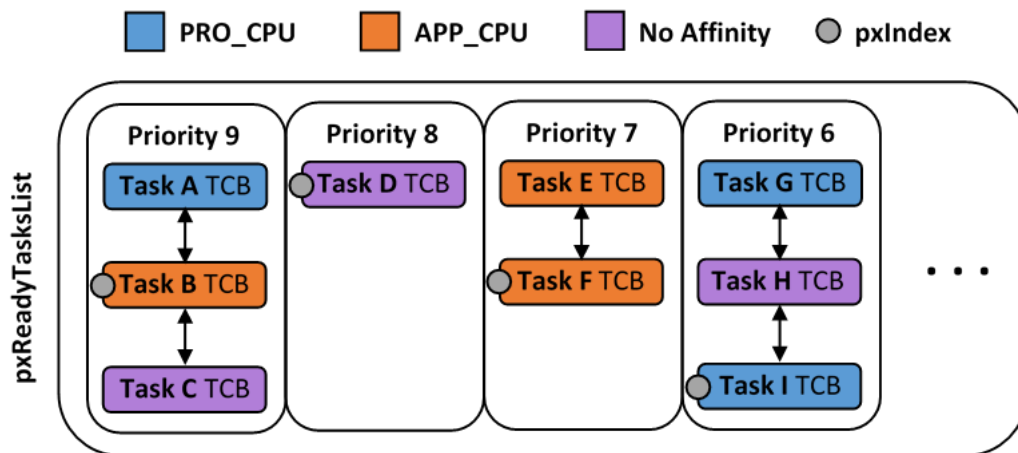 PRO_CPU
APP_CPU
No Affinity
pxIndex
pxReadyTasksList
Priority 9
Task A TCB
Task B TCB
Task C TCB
Priority 8
Task D TCB
Priority 7
Task E TCB
Task F TCB
Priority 6
Task G TCB
Task H TCB
Task I TCB
...